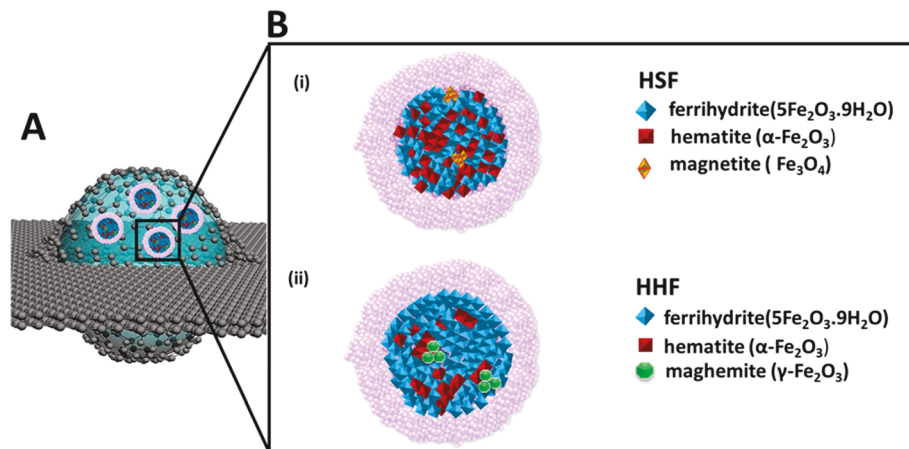 B
A
(i)
HSF
ferrihydrite(5Fe₂O₃.9H₂O)
hematite (α-Fe₂O₃)
magnetite ( Fe₃O₄)
(ii)
HHF
ferrihydrite(5Fe₂O₃.9H₂O)
hematite (α-Fe₂O₃)
maghemite (γ-Fe₂O₃)